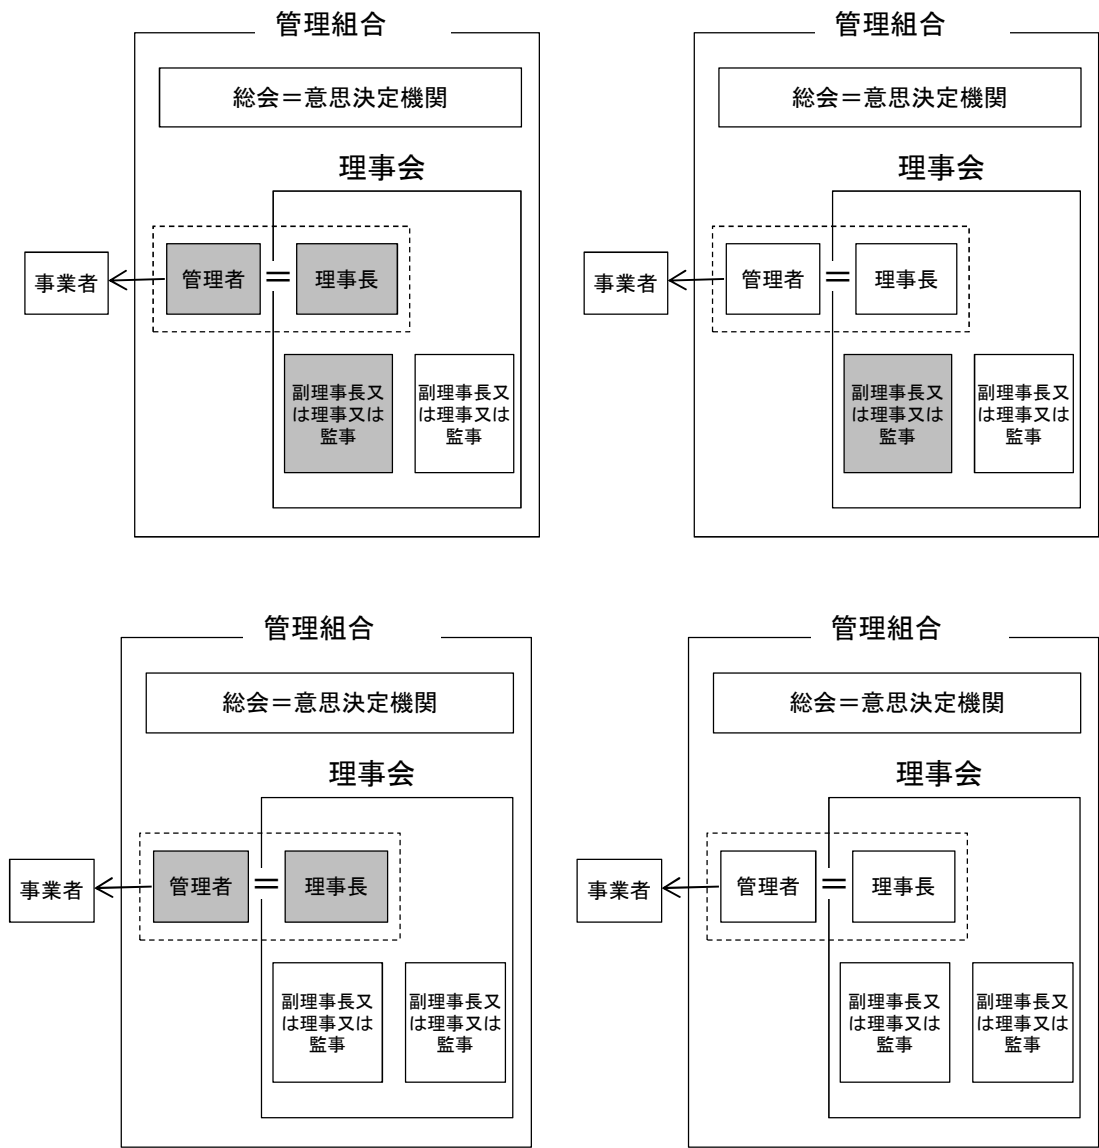 管理組合
総会＝意思決定機関
理事会
事業者
管理者
＝
理事長
副理事長又
は理事又は
監事
副理事長又
は理事又は
監事
管理組合
総会＝意思決定機関
理事会
事業者
管理者
＝
理事長
副理事長又
は理事又は
監事
副理事長又
は理事又は
監事
管理組合
総会＝意思決定機関
理事会
事業者
管理者
＝
理事長
副理事長又
は理事又は
監事
副理事長又
は理事又は
監事
管理組合
総会＝意思決定機関
理事会
事業者
管理者
＝
理事長
副理事長又
は理事又は
監事
副理事長又
は理事又は
監事